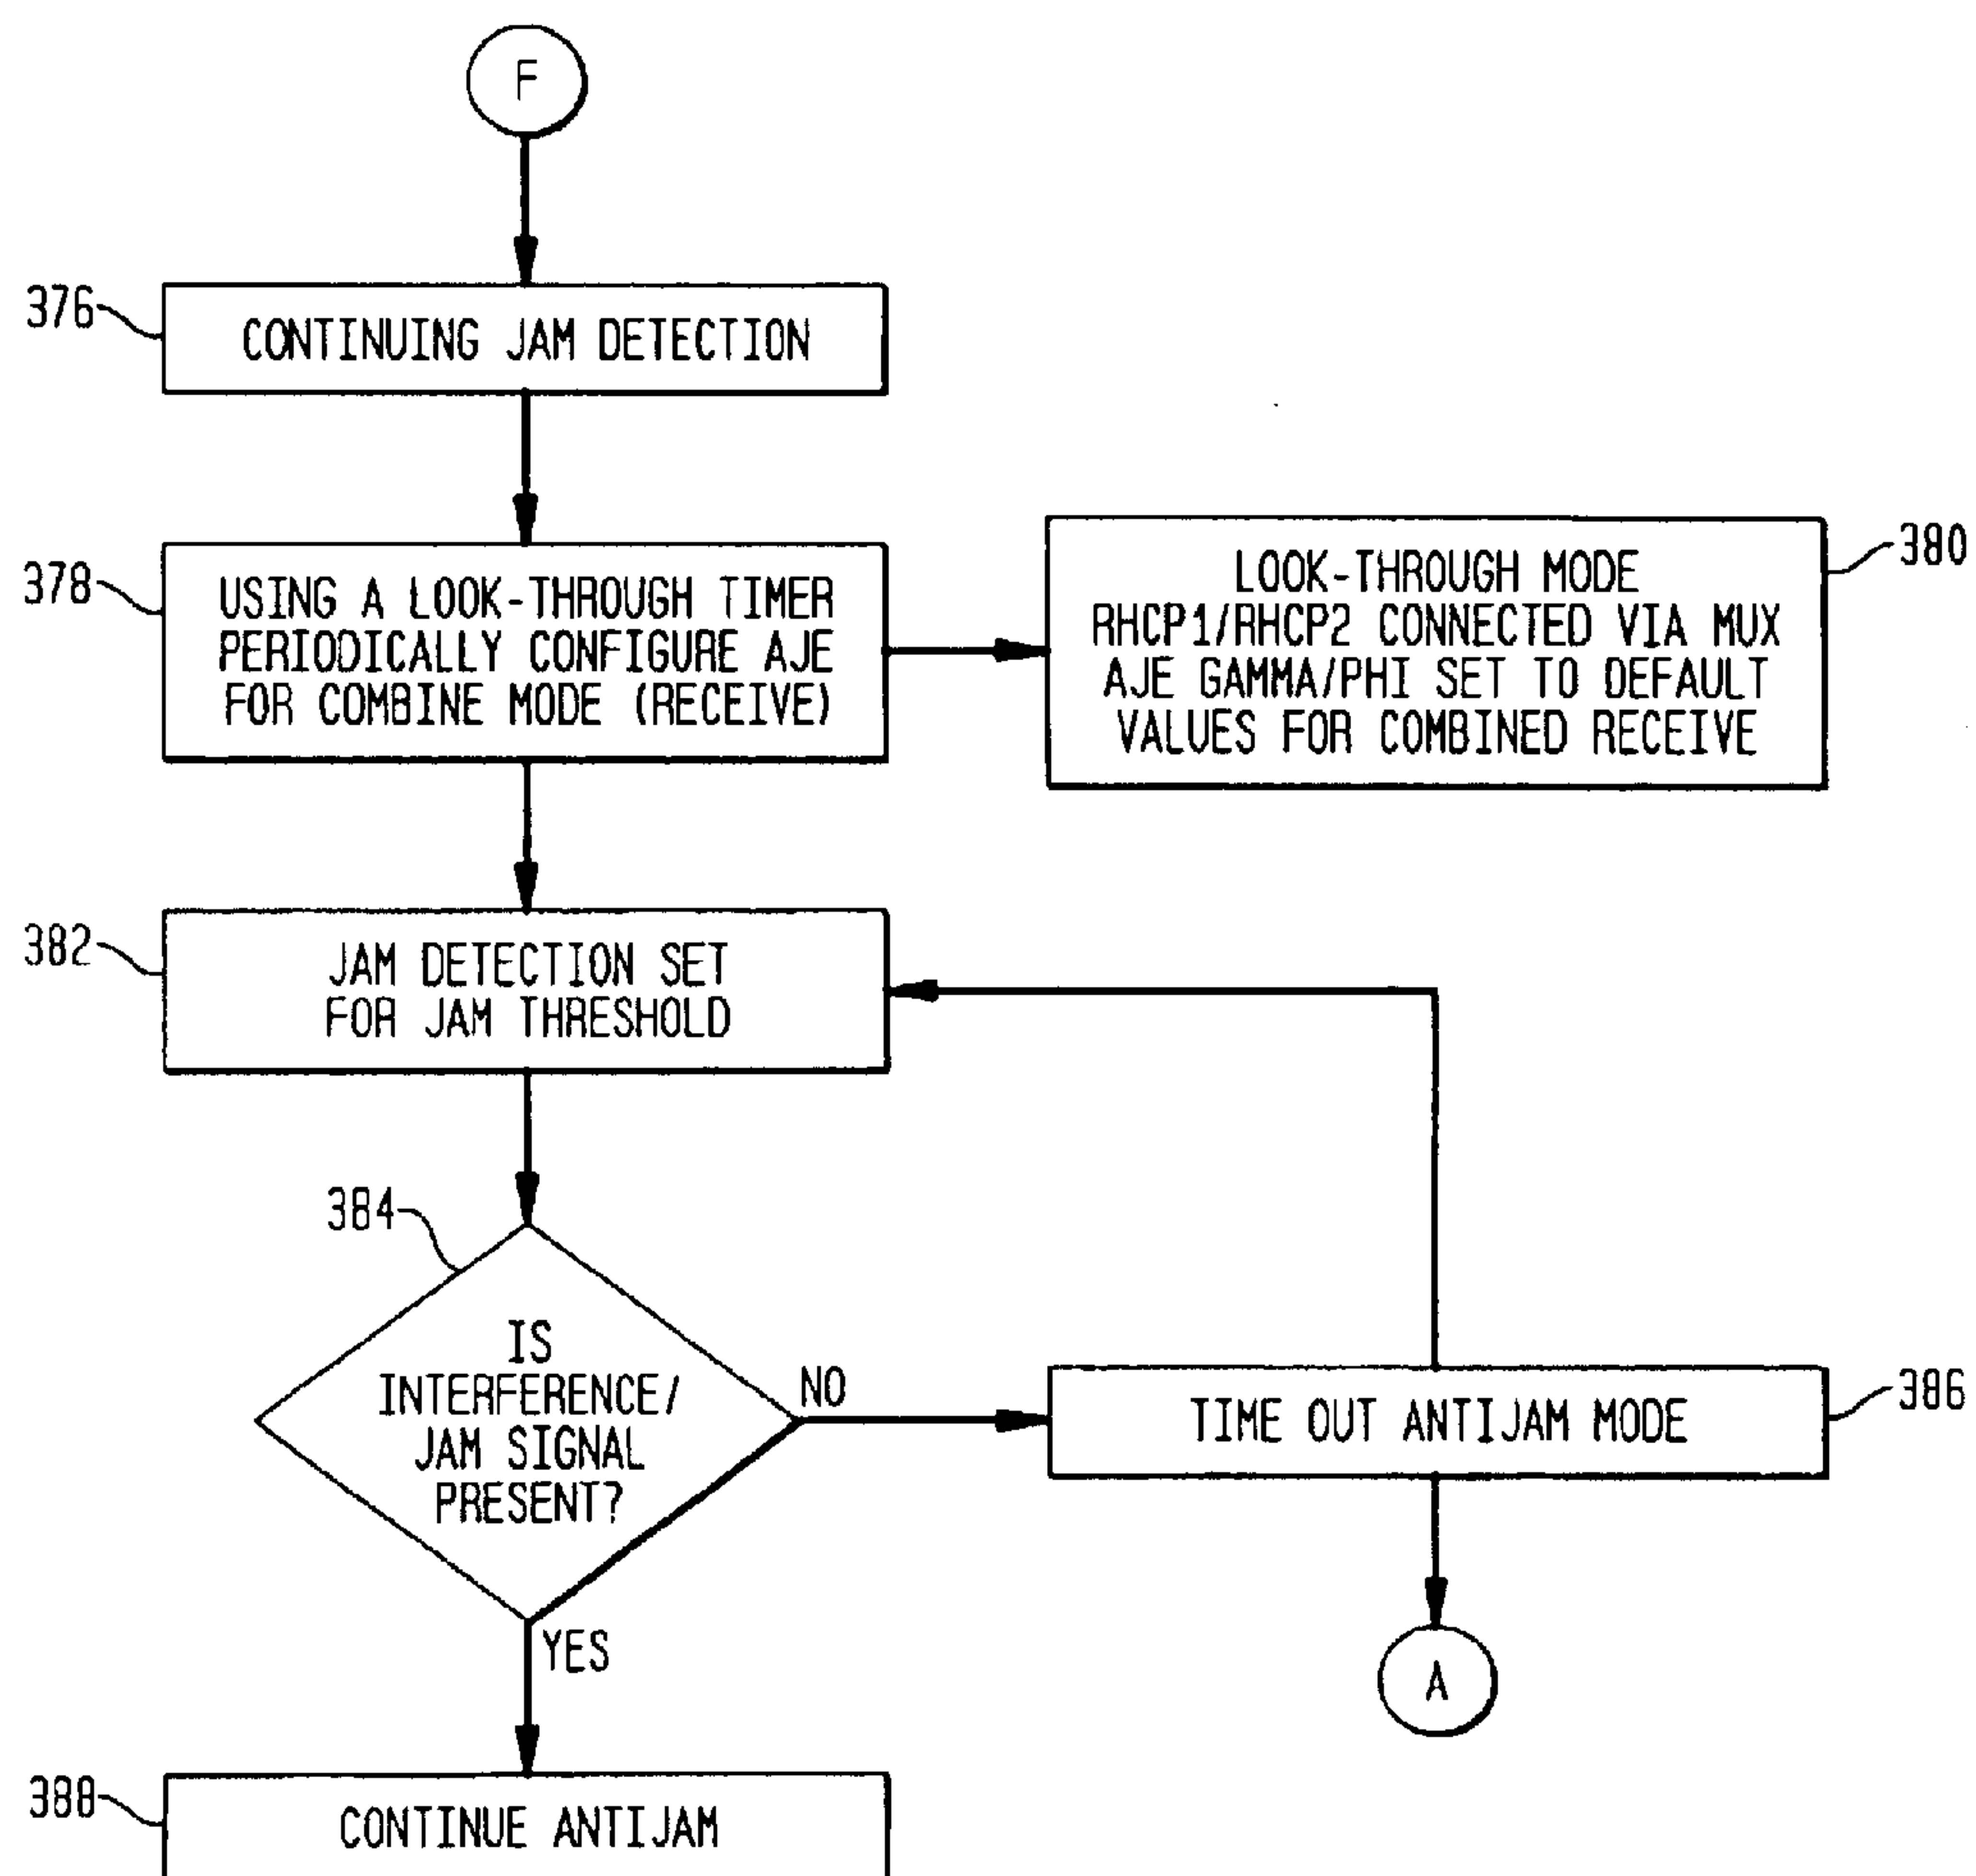 F
376
CONTINUING JAM DETECTION
378
USING A LOOK-THROUGH TIMER
PERIODICALLY CONFIGURE AJE
FOR COMBINE MODE (RECEIVE)
380
LOOK-THROUGH MODE
RHCP1/RHCP2 CONNECTED VIA MUX
AJE GAMMA/PHI SET TO DEFAULT
VALUES FOR COMBINED RECEIVE
382
JAM DETECTION SET
FOR JAM THRESHOLD
384
IS
INTERFERENCE/
JAM SIGNAL
PRESENT?
NO
386
TIME OUT ANTIJAM MODE
YES
A
388
CONTINUE ANTIJAM